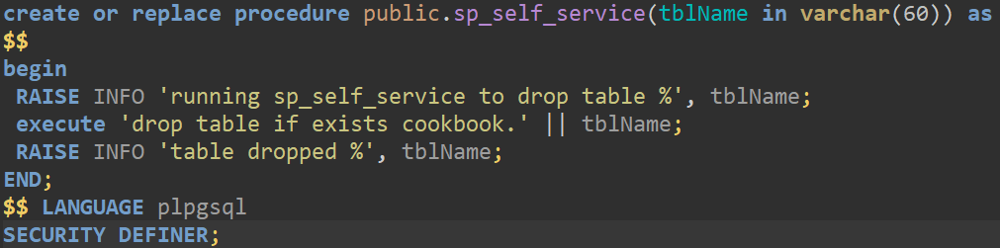 create or replace procedure public.sp_self_service(tblName in varchar(60)) as
$$
begin
 RAISE INFO 'running sp_self_service to drop table %', tblName;
 execute 'drop table if exists cookbook.' || tblName;
 RAISE INFO 'table dropped %', tblName;
END;
$$ LANGUAGE plpgsql
SECURITY DEFINER;